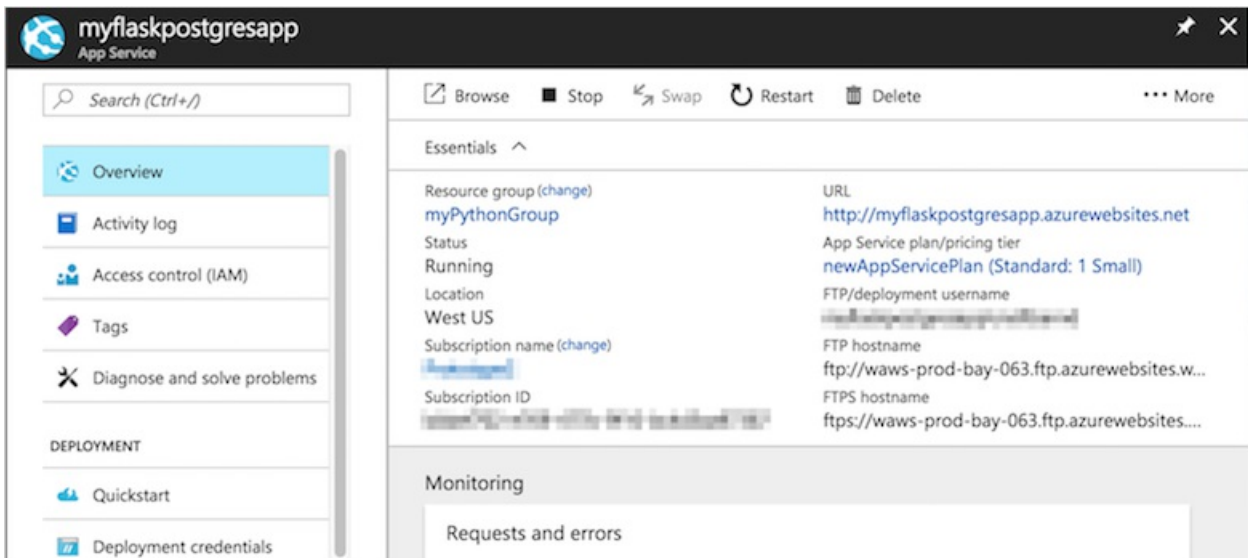 myflaskpostgresapp
App Service
Search (Ctrl+/)
Overview
Activity log
Access control (IAM)
Tags
Diagnose and solve problems
DEPLOYMENT
Quickstart
Deployment credentials
Browse Stop Swap Restart Delete ··· More
Essentials
Resource group (change)
myPythonGroup
Status
Running
Location
West US
Subscription name (change)
Subscription ID
URL
http://myflaskpostgresapp.azurewebsites.net
App Service plan/pricing tier
newAppServicePlan (Standard: 1 Small)
FTP/deployment username
FTP hostname
ftp://waws-prod-bay-063.ftp.azurewebsites.w...
FTPS hostname
ftps://waws-prod-bay-063.ftp.azurewebsites....
Monitoring
Requests and errors